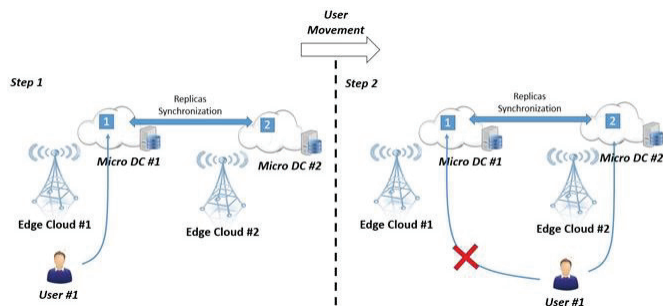 User
Movement
Step 1
Replicas
Synchronization
1
2
Micro DC #1
Micro DC #2
Edge Cloud #1
Edge Cloud #2
User #1
Step 2
Replicas
Synchronization
1
2
Micro DC #1
Micro DC #2
Edge Cloud #1
Edge Cloud #2
User #1